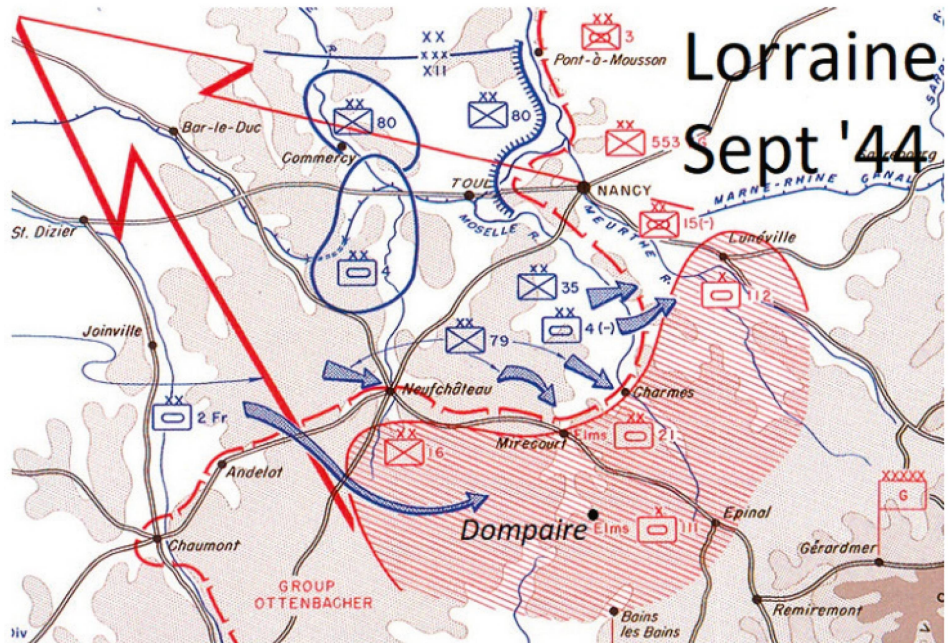 Lorraine
Sept '44
XX
XXX
XII
XX
3
Pont-à-Mousson
XX
80
XX
80
XX
553
Bar-le-Duc
Commercy
TOUL
NANCY
MOSELLE R.
MEURTHE R.
MARNE-RHINE CANAL
St. Dizier
XX
15(-)
Lunéville
XX
4
XX
35
X
112
XX
4(-)
Joinville
XX
79
Neufchâteau
Charmes
XX
2 Fr.
XX
16
Mirecourt
Elms
XX
21
Andelot
XXXXX
G
Dompaire
Elms
X
111
Epinal
Chaumont
Gérardmer
GROUP
OTTENBACHER
Remiremont
Bains
les Bains